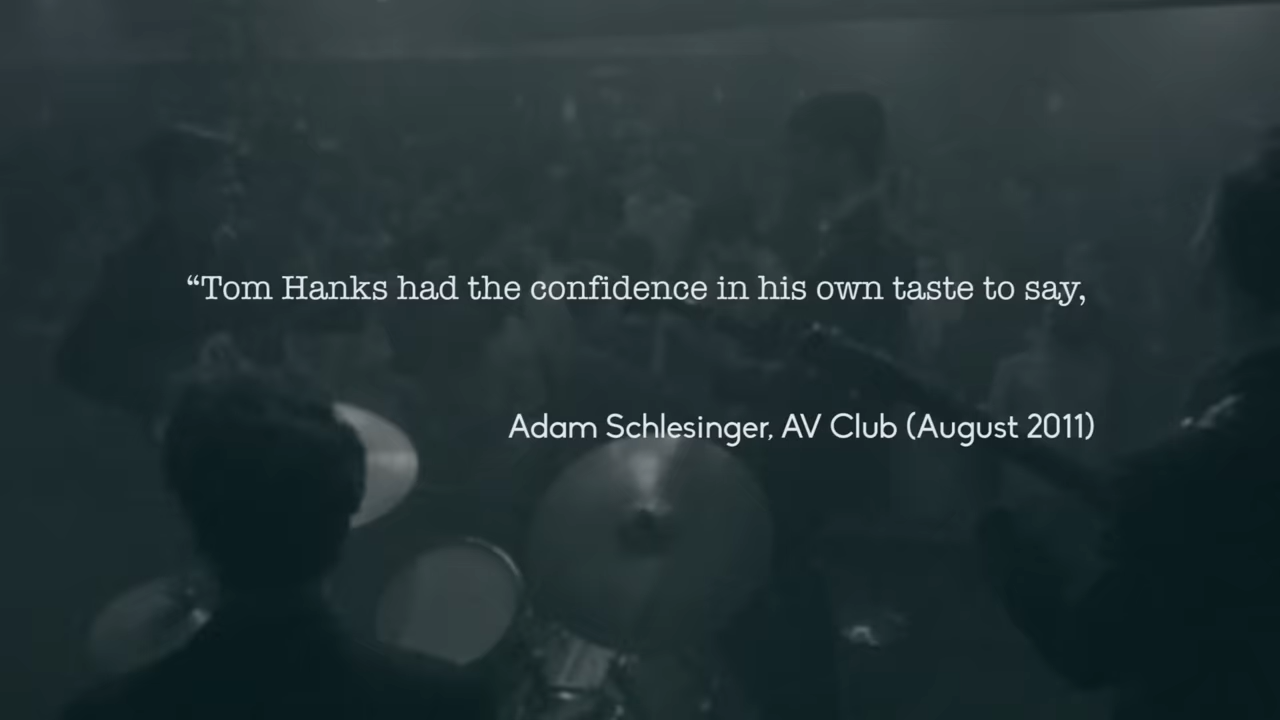 “Tom Hanks had the confidence in his own taste to say,
Adam Schlesinger, AV Club (August 2011)